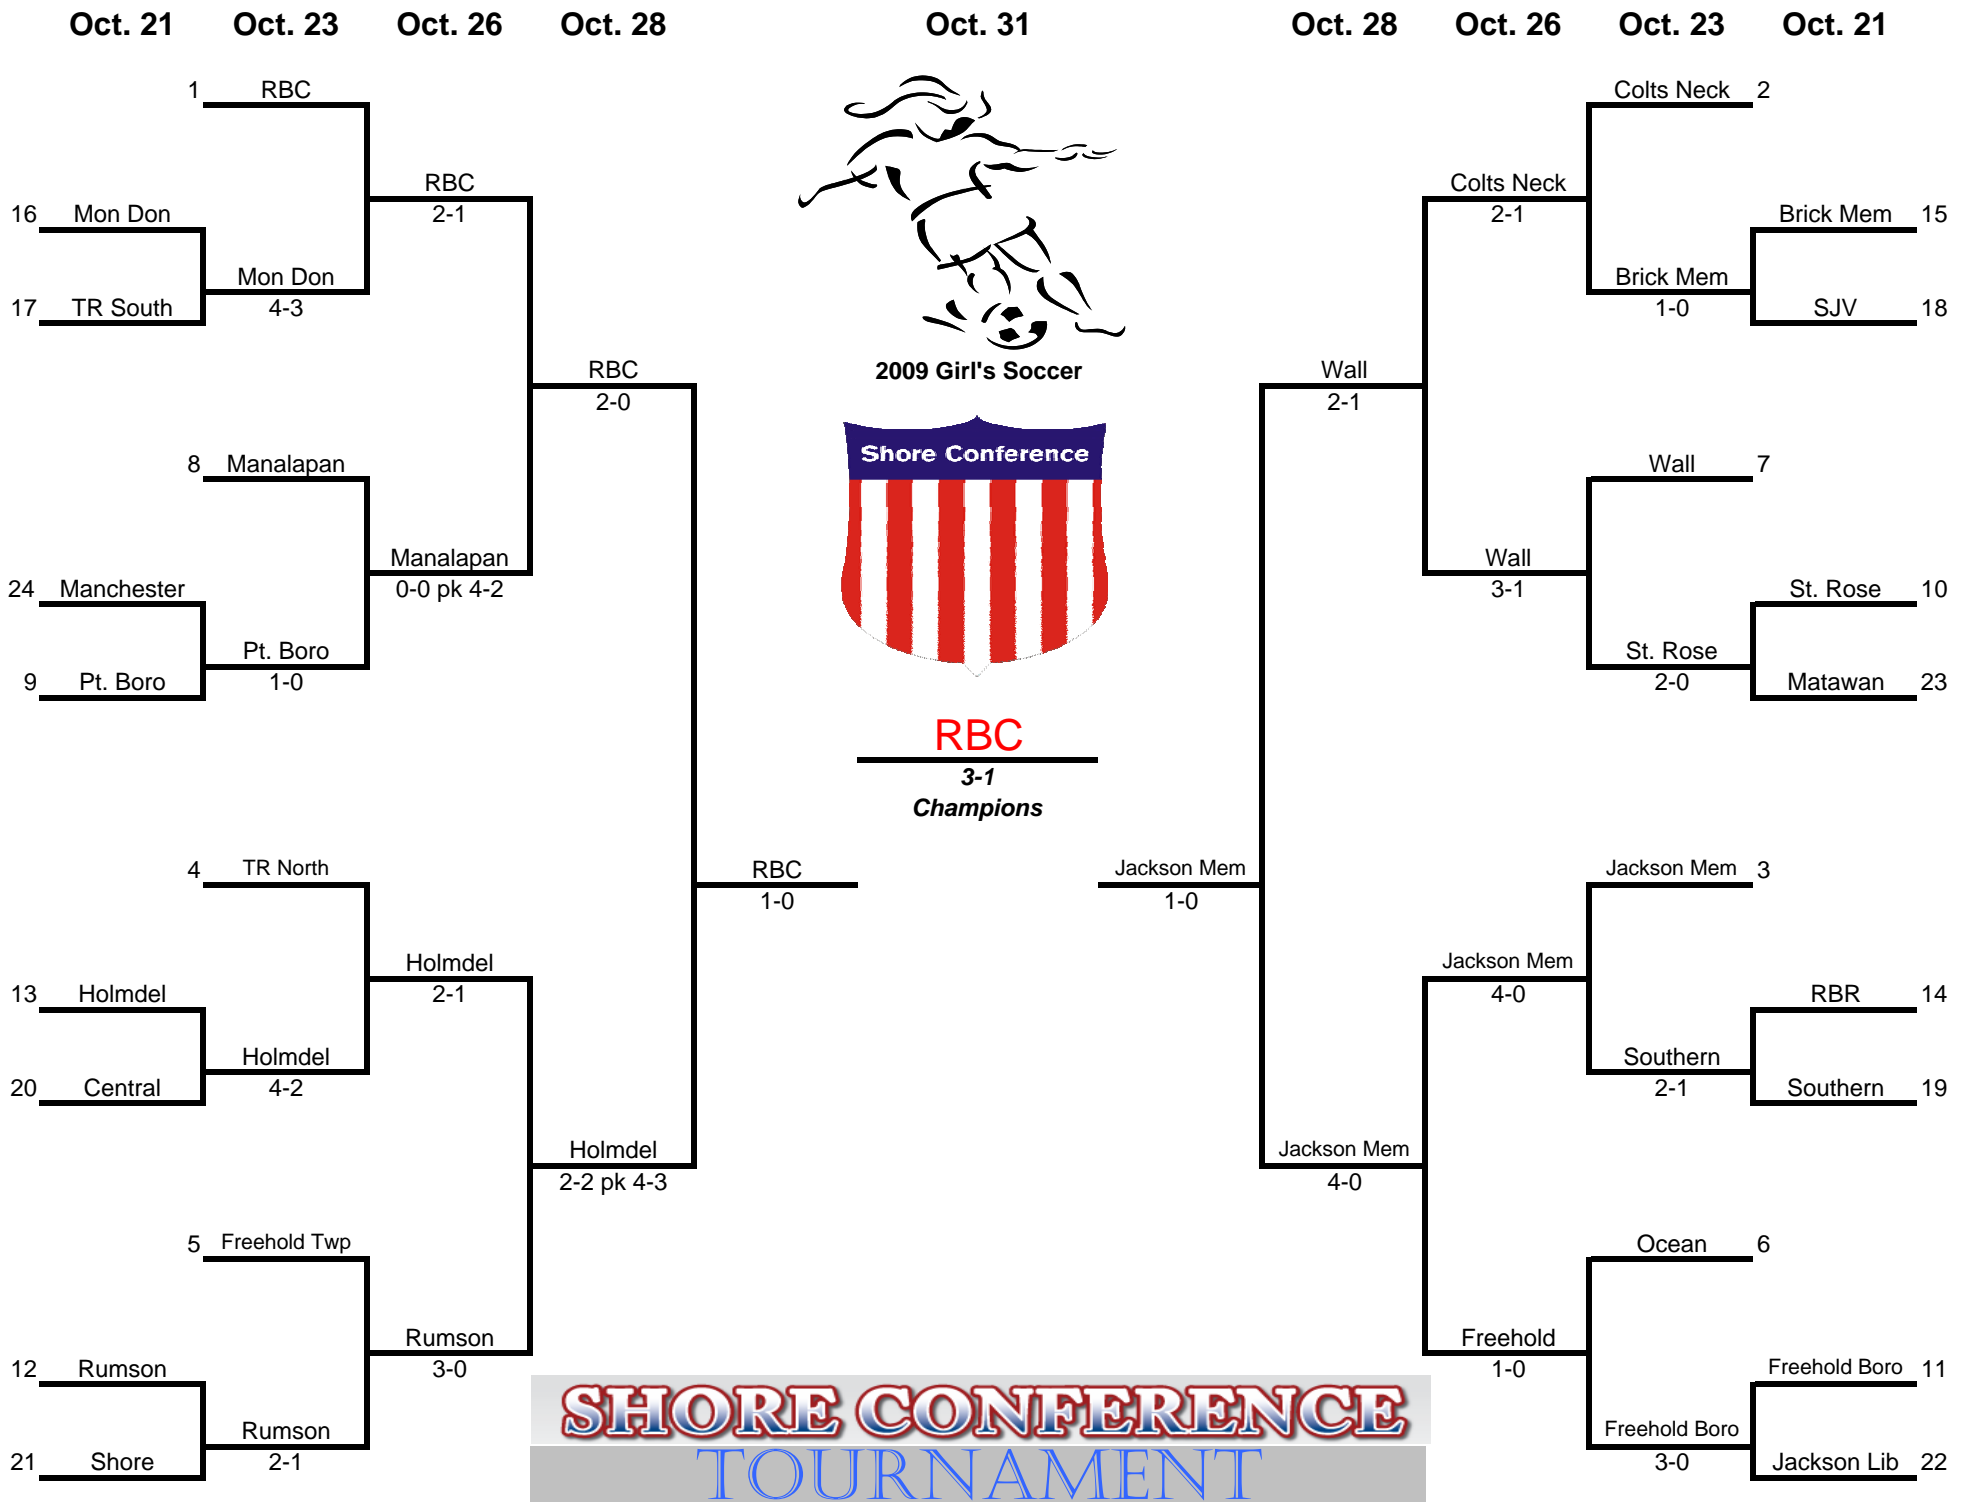 Oct. 21 Oct. 23 Oct. 26 Oct. 28 Oct. 31 Oct. 28 Oct. 26 Oct. 23 Oct. 21
1 RBC
RBC
2-1
16 Mon Don
Mon Don
4-3
17 TR South
RBC
2-0
8 Manalapan
Manalapan
0-0 pk 4-2
24 Manchester
Pt. Boro
1-0
9 Pt. Boro
4 TR North
RBC
1-0
Holmdel
2-1
13 Holmdel
Holmdel
4-2
20 Central
Holmdel
2-2 pk 4-3
5 Freehold Twp
Rumson
3-0
12 Rumson
Rumson
2-1
21 Shore
2009 Girl's Soccer
Shore Conference
RBC
3-1
Champions
Colts Neck 2
Colts Neck
2-1
Brick Mem 15
Brick Mem
1-0
SJV 18
Wall
2-1
Wall 7
Wall
3-1
St. Rose 10
St. Rose
2-0
Matawan 23
Jackson Mem
1-0
Jackson Mem 3
Jackson Mem
4-0
RBR 14
Southern
2-1
Southern 19
Jackson Mem
4-0
Ocean 6
Freehold
1-0
Freehold Boro 11
Freehold Boro
3-0
Jackson Lib 22
SHORE CONFERENCE
TOURNAMENT